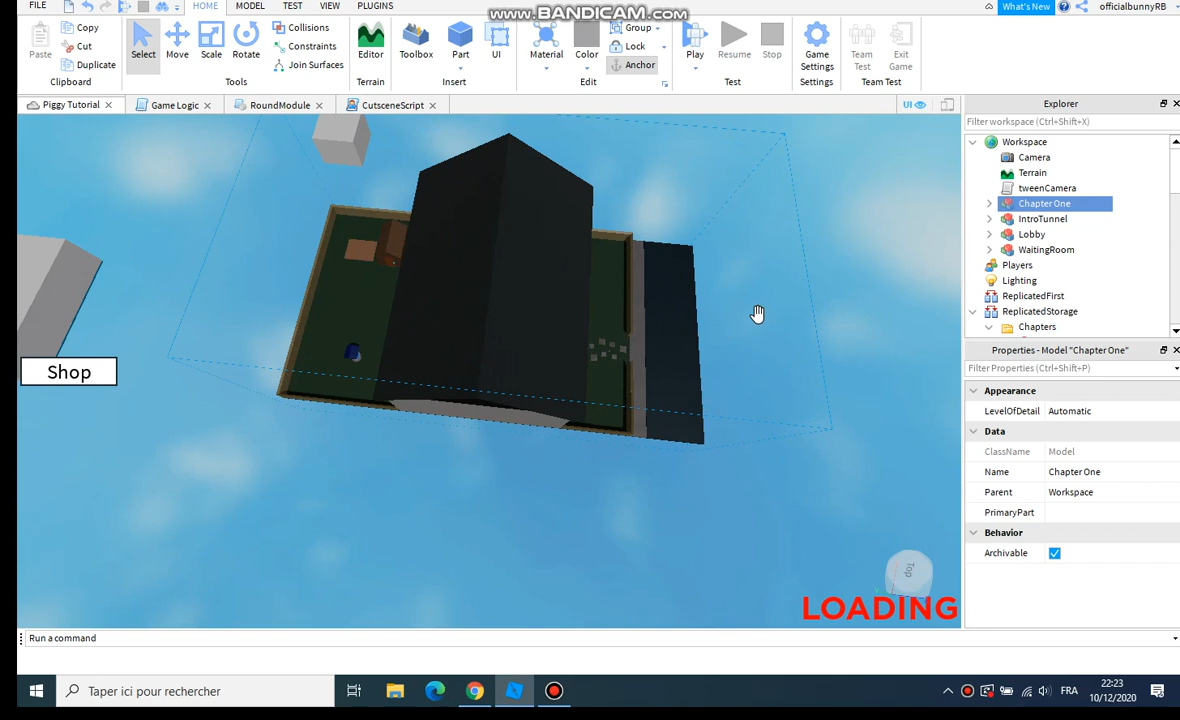 www.BANDICAM.com
FILE HOME MODEL TEST VIEW PLUGINS What's New officialbunnyRB
Paste Copy Cut Duplicate Clipboard
Select Move Scale Rotate Collisions Constraints Join Surfaces Tools
Editor Terrain
Toolbox Part UI Insert
Material Color Group Lock Anchor Edit
Play Resume Stop Test
Game Settings Settings
Team Test Exit Game Team Test
Piggy Tutorial Game Logic RoundModule CutsceneScript UI
Explorer
Filter workspace (Ctrl+Shift+X)
Workspace
Camera
Terrain
tweenCamera
Chapter One
IntroTunnel
Lobby
WaitingRoom
Players
Lighting
ReplicatedFirst
ReplicatedStorage
Chapters
Properties - Model "Chapter One"
Filter Properties (Ctrl+Shift+P)
Appearance
LevelOfDetail Automatic
Data
ClassName Model
Name Chapter One
Parent Workspace
PrimaryPart
Behavior
Archivable
Shop
Top
LOADING
Run a command
Taper ici pour rechercher
FRA
22:23
10/12/2020